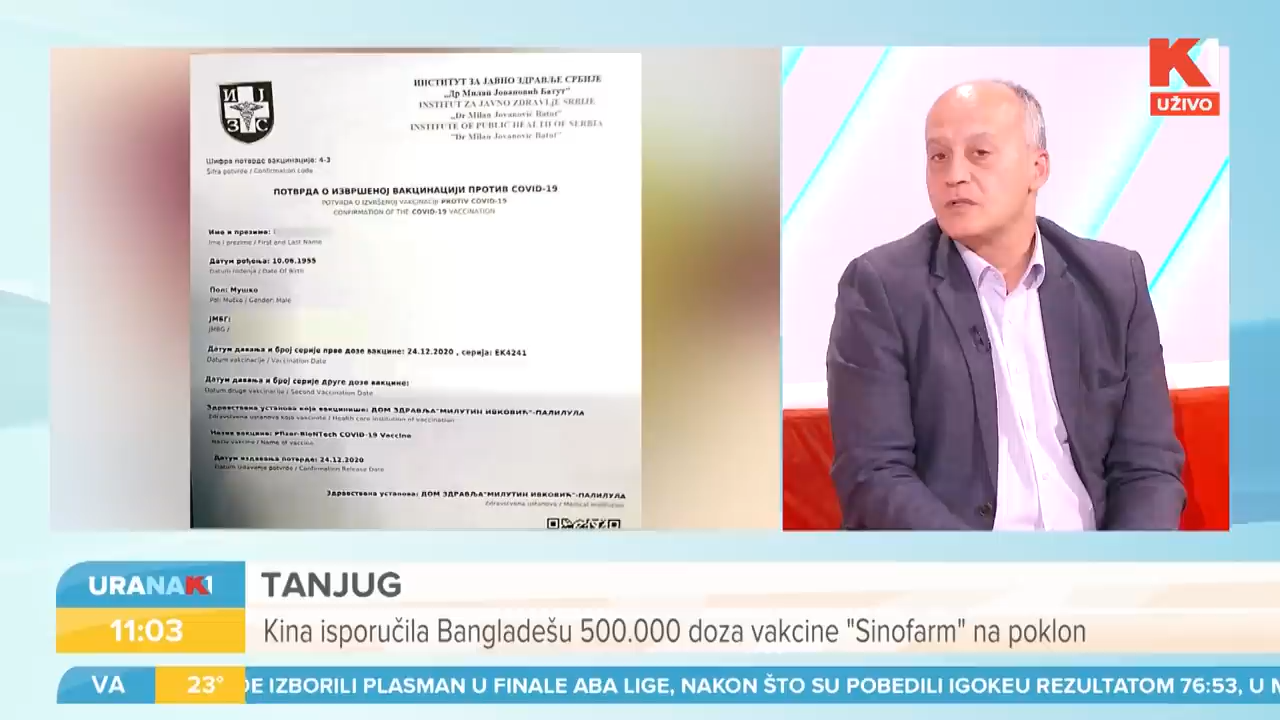 И Ј
З С
ИНСТИТУТ ЗА ЈАВНО ЗДРАВЉЕ СРБИЈЕ
„Др Милан Јовановић Батут"
INSTITUT ZA JAVNO ZDRAVLJE SRBIJE
„Dr Milan Jovanović Batut"
INSTITUTE OF PUBLIC HEALTH OF SERBIA
"Dr Milan Jovanović Batut"
Шифра потврде вакцинације: 4-3
Šifra potvrde / Confirmation code
ПОТВРДА О ИЗВРШЕНОЈ ВАКЦИНАЦИЈИ ПРОТИВ COVID-19
POTVRDA O IZVRŠENOJ VAKCINACIJI PROTIV COVID-19
CONFIRMATION OF THE COVID-19 VACCINATION
Име и презиме:
Ime i prezime / First and Last Name
Датум рођења: 10.06.1955
Datum rođenja / Date Of Birth
Пол: Мушко
Pol: Muško / Gender: Male
ЈМБГ:
JMBG /
Датум давања и број серије прве дозе вакцине: 24.12.2020 , серија: EK4241
Datum vakcinacije / Vaccination Date
Датум давања и број серије друге дозе вакцине:
Datum druge vakcinacije / Second Vaccination Date
Здравствена установа која вакцинише: ДОМ ЗДРАВЉА"МИЛУТИН ИВКОВИЋ"-ПАЛИЛУЛА
Zdravstvena ustanova koja vakciniše / Health care institution of vaccination
Назив вакцине: Pfizer-BioNTech COVID-19 Vaccine
Naziv vakcine / Name of vaccine
Датум издавања потврде: 24.12.2020
Datum izdavanja potvrde / Confirmation Release Date
Здравствена установа: ДОМ ЗДРАВЉА"МИЛУТИН ИВКОВИЋ"-ПАЛИЛУЛА
Zdravstvena ustanova / Medical institution
K1
UŽIVO
URANAK1
TANJUG
11:03
Kina isporučila Bangladešu 500.000 doza vakcine "Sinofarm" na poklon
VA
23°
DE IZBORILI PLASMAN U FINALE ABA LIGE, NAKON ŠTO SU POBEDILI IGOKEU REZULTATOM 76:53, U